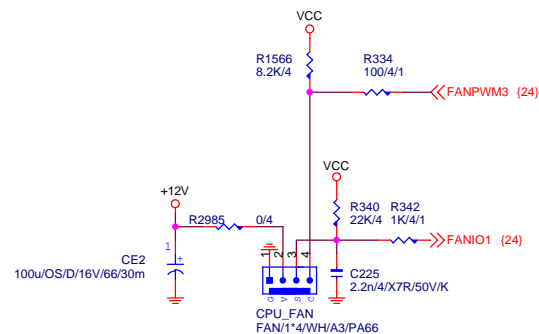 VCC
R1566
8.2K/4
R334
100/4/1
FANPWM3 {24}
VCC
+12V
R2985 0/4
R340
22K/4
R342
1K/4/1
FANIO1 {24}
1
+
CE2
100u/OS/D/16V/66/30m
1 2 3 4
G V S C
C225
2.2n/4/X7R/50V/K
CPU_FAN
FAN/1*4/WH/A3/PA66